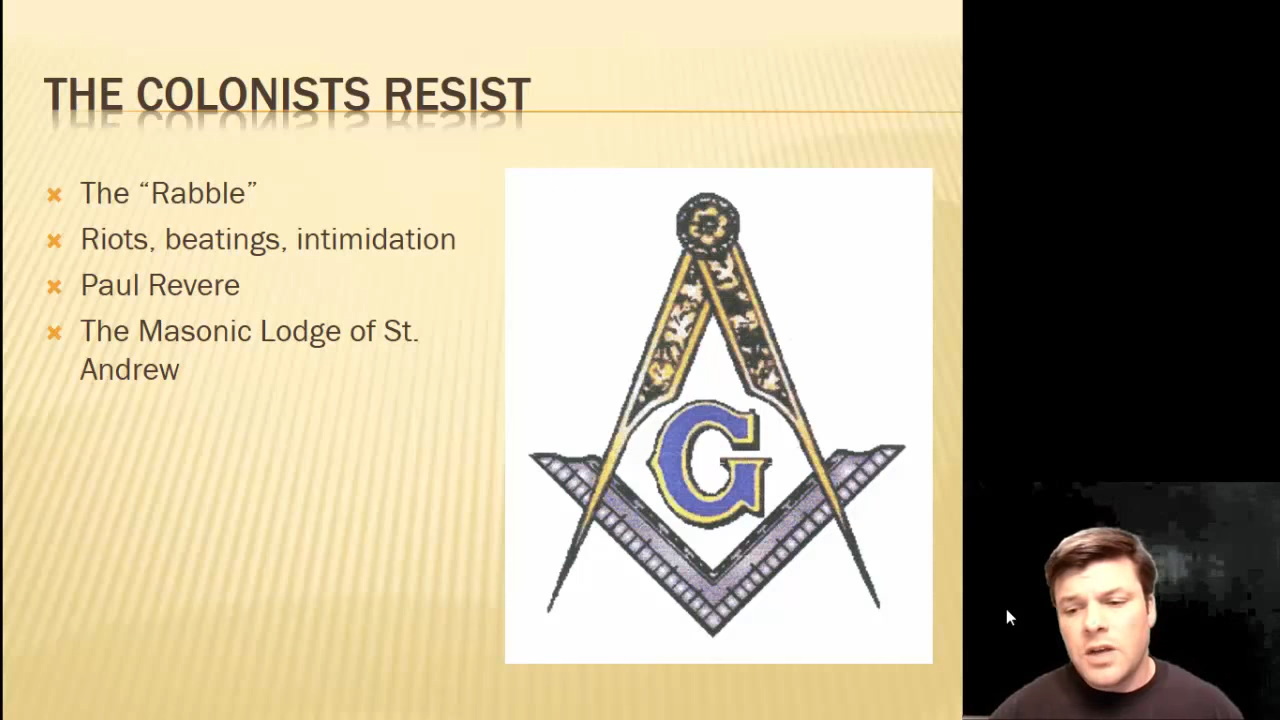 THE COLONISTS RESIST
The “Rabble”
Riots, beatings, intimidation
Paul Revere
The Masonic Lodge of St.
Andrew
G